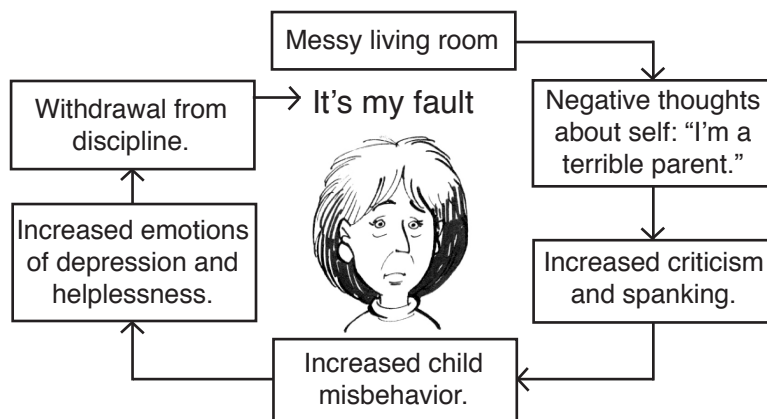 Messy living room
Negative thoughts
about self: “I’m a
terrible parent.”
Increased criticism
and spanking.
Increased child
misbehavior.
Increased emotions
of depression and
helplessness.
Withdrawal from
discipline.
It's my fault